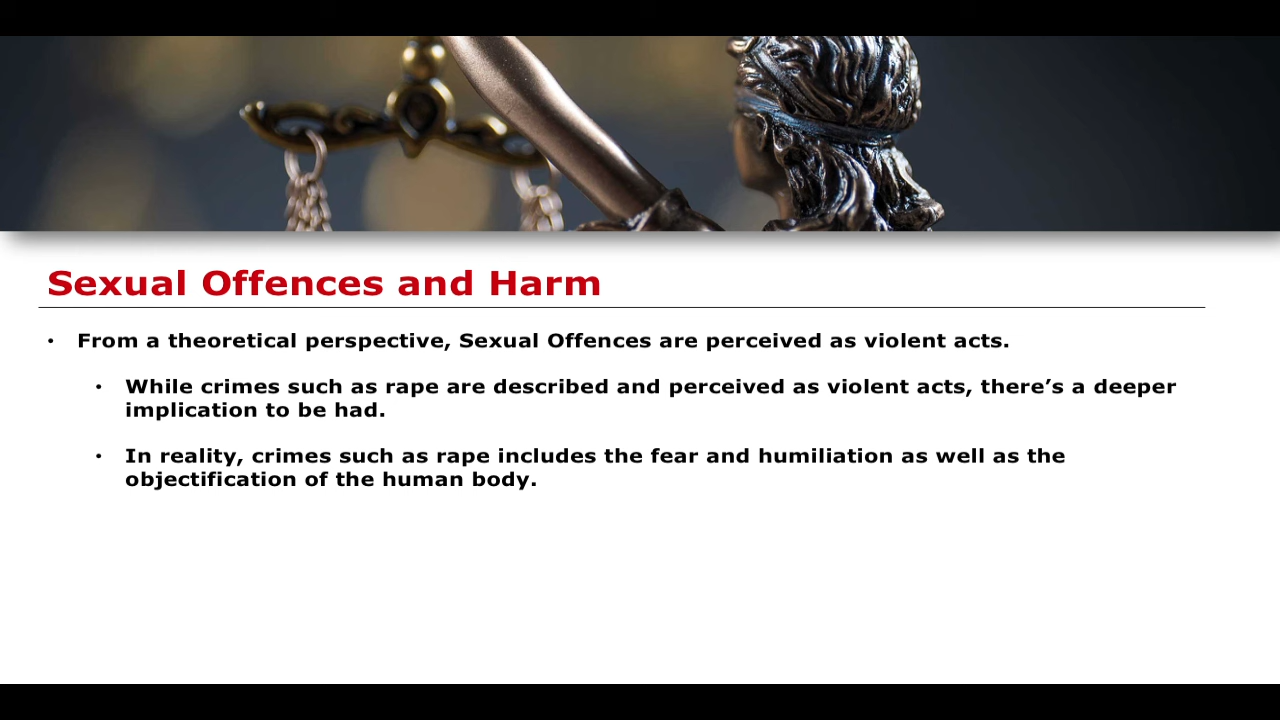 Sexual Offences and Harm
• From a theoretical perspective, Sexual Offences are perceived as violent acts.
• While crimes such as rape are described and perceived as violent acts, there’s a deeper
implication to be had.
• In reality, crimes such as rape includes the fear and humiliation as well as the
objectification of the human body.